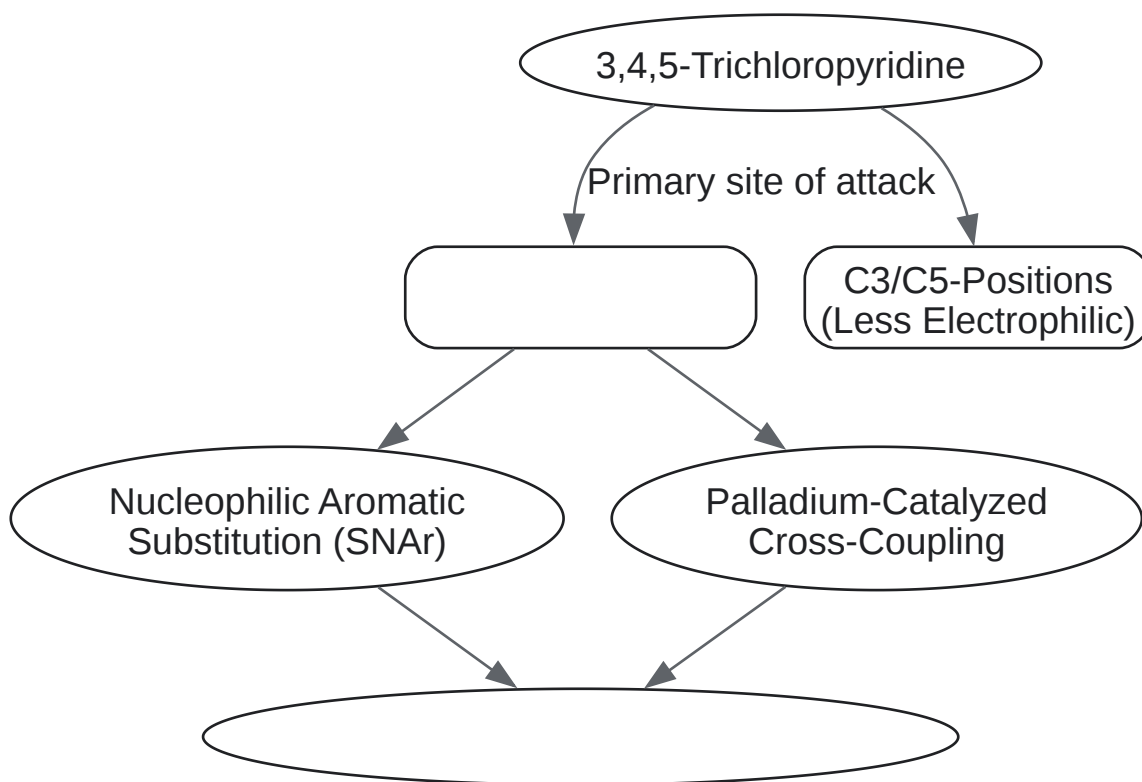 3,4,5-Trichloropyridine
Primary site of attack
C3/C5-Positions
(Less Electrophilic)
Nucleophilic Aromatic
Substitution (SNAr)
Palladium-Catalyzed
Cross-Coupling